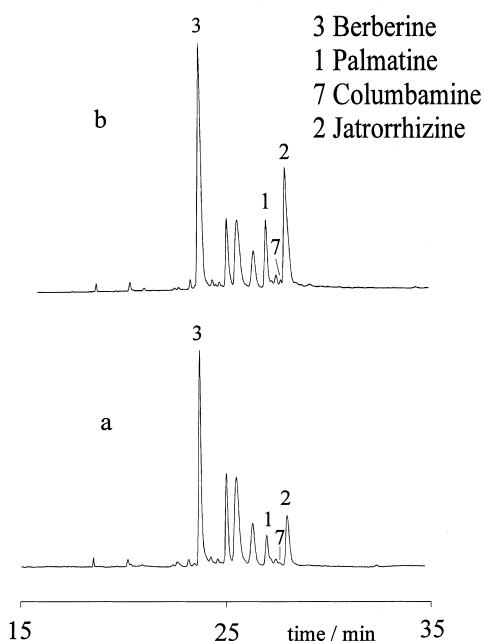 3 Berberine
1 Palmatine
7 Columbamine
2 Jatrorrhizine
3
b
2
1
7
3
a
2
1
7
15
25
time / min
35